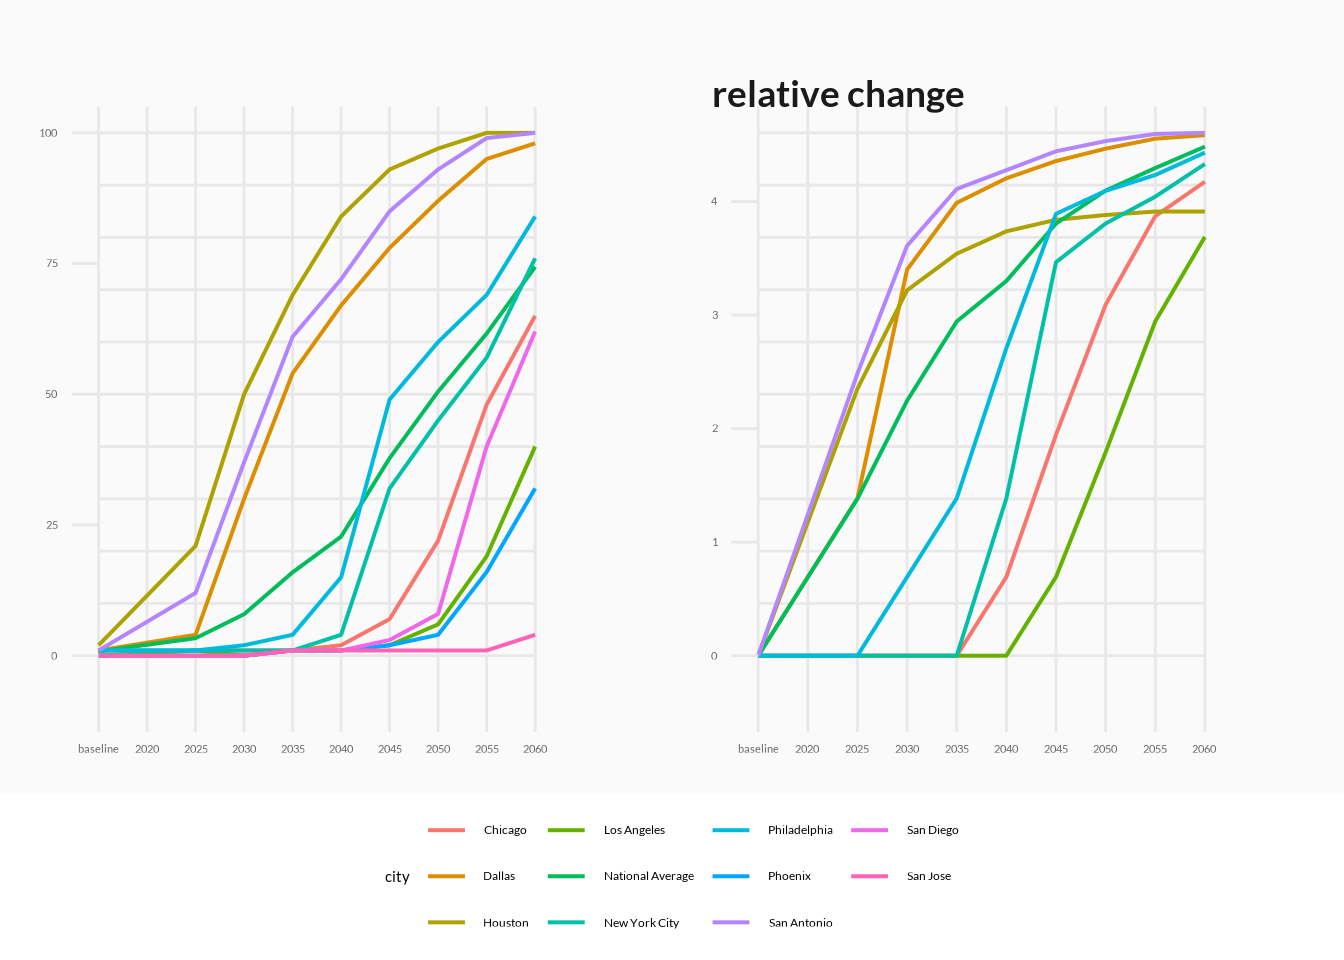 relative change
100
75
50
25
0
baseline 2020 2025 2030 2035 2040 2045 2050 2055 2060
4
3
2
1
0
baseline 2020 2025 2030 2035 2040 2045 2050 2055 2060
city
Chicago Los Angeles Philadelphia San Diego
Dallas National Average Phoenix San Jose
Houston New York City San Antonio